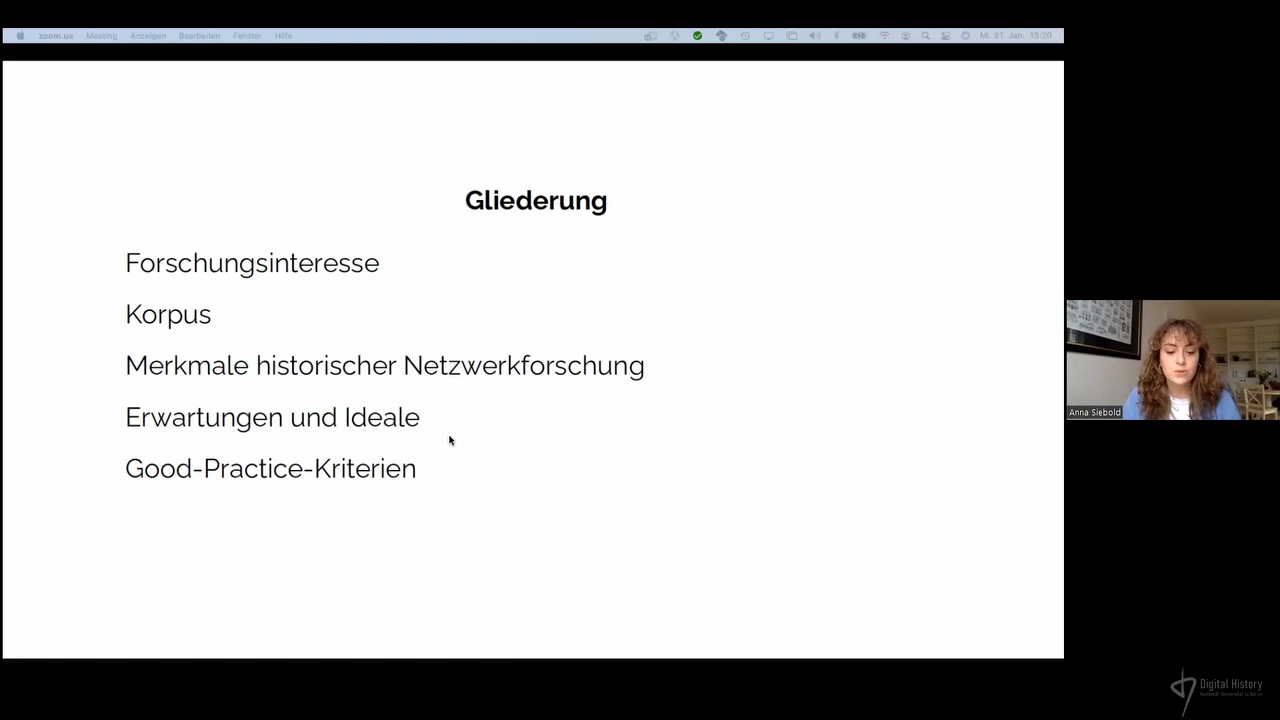 zoom.us Meeting Anzeigen Bearbeiten Fenster Hilfe
Mi. 31. Jan. 15:20
Gliederung
Forschungsinteresse
Korpus
Merkmale historischer Netzwerkforschung
Erwartungen und Ideale
Good-Practice-Kriterien
Anna Siebold
Digital History
Humboldt-Universität zu Berlin